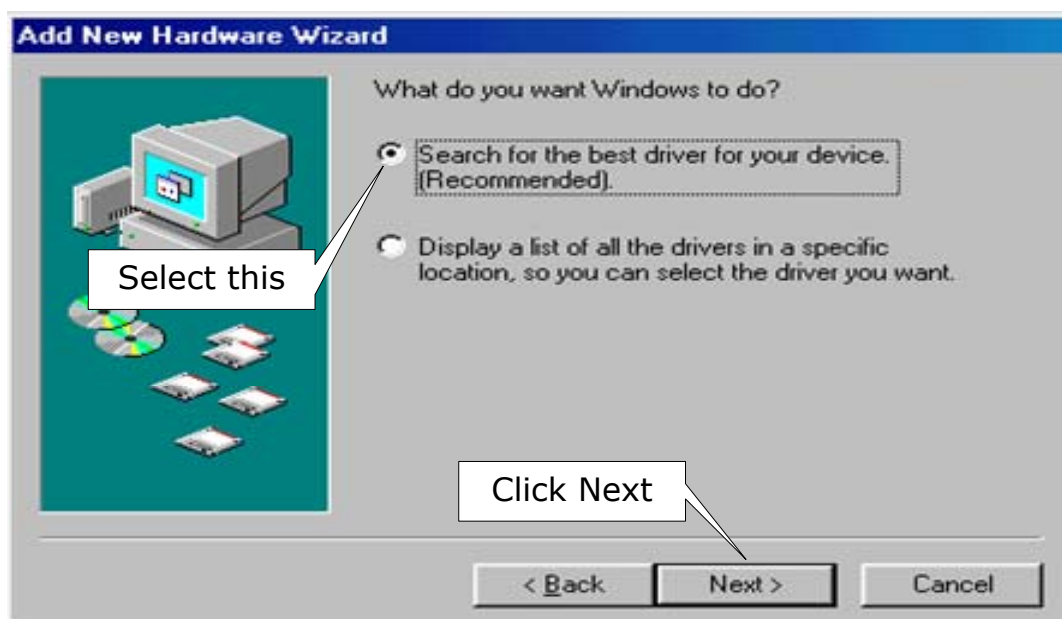 Add New Hardware Wizard
What do you want Windows to do?
Search for the best driver for your device.
(Recommended).
Display a list of all the drivers in a specific
location, so you can select the driver you want.
Select this
Click Next
< Back
Next >
Cancel